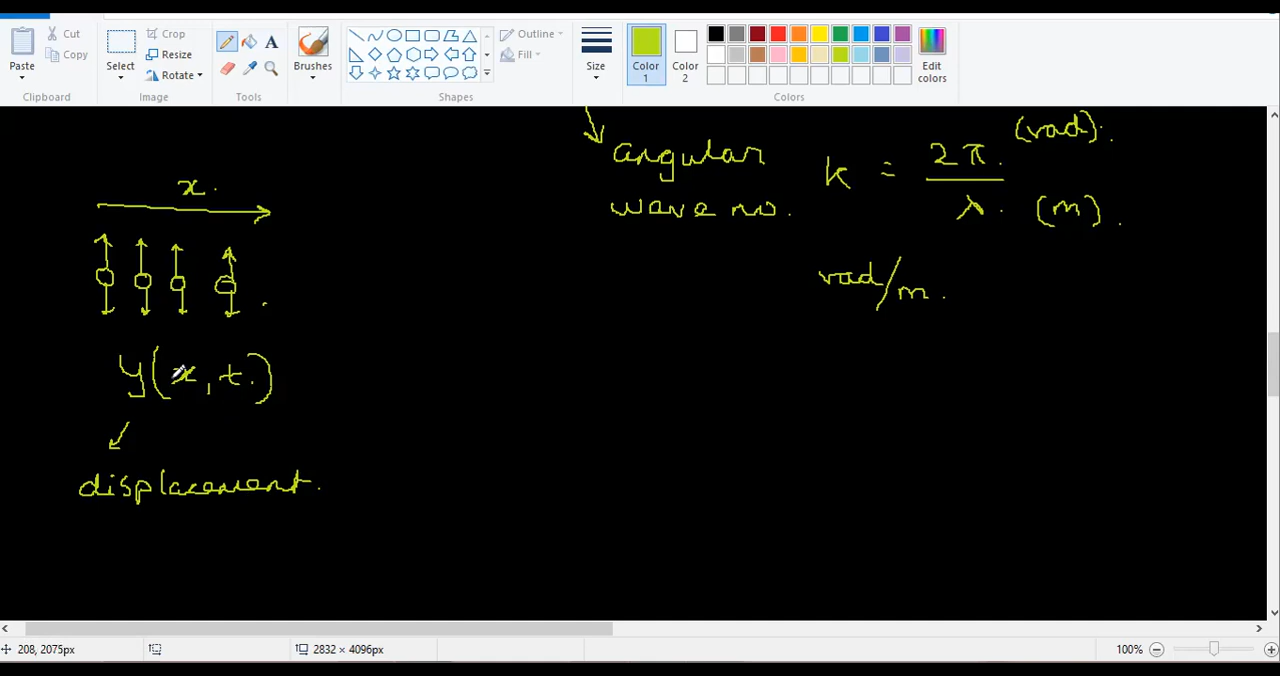 Cut
Copy
Paste
Clipboard
Crop
Resize
Rotate
Select
Image
Tools
Brushes
Shapes
Outline
Fill
Size
Color 1
Color 2
Edit colors
Colors
x.
y(x, t.)
displacement.
angular
wave no.
k = 2π. (rad).
λ. (m).
rad/m.
208, 2075px
2832 × 4096px
100%